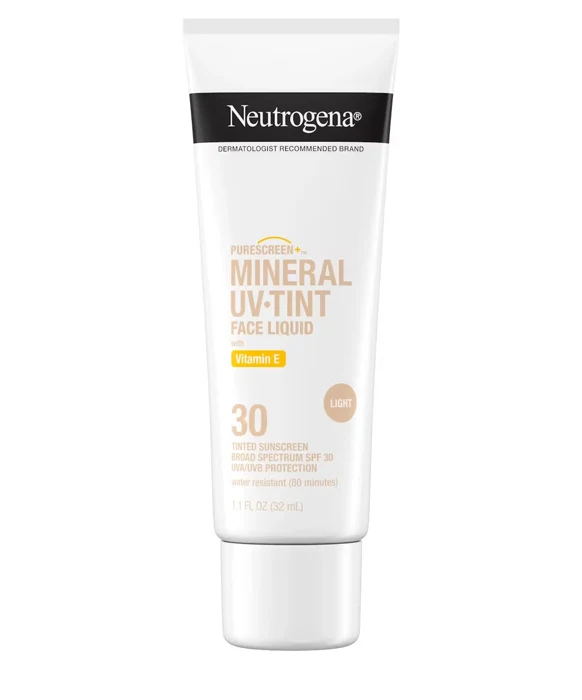 Neutrogena®
DERMATOLOGIST RECOMMENDED BRAND
PURESCREEN+™
MINERAL
UV•TINT
FACE LIQUID
with
Vitamin E
LIGHT
30
TINTED SUNSCREEN
BROAD SPECTRUM SPF 30
UVA/UVB PROTECTION
water resistant (80 minutes)
1.1 FL OZ (32 mL)